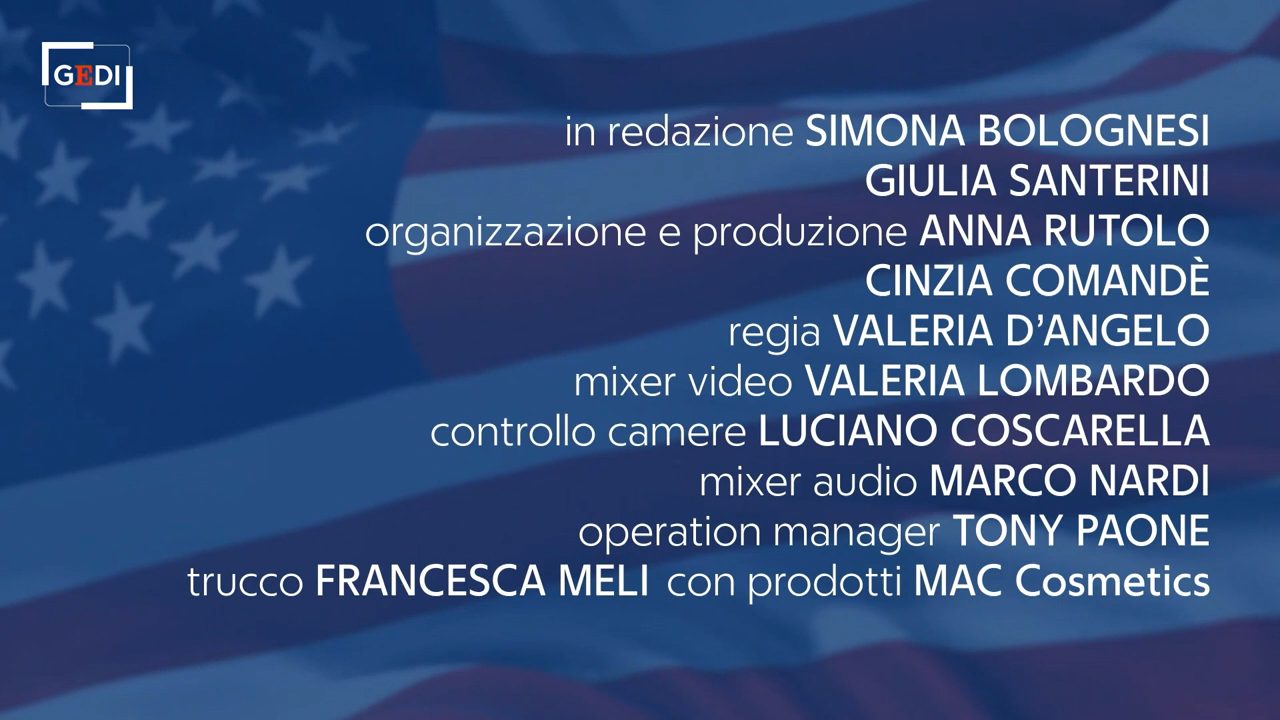 GEDI
in redazione SIMONA BOLOGNESI
GIULIA SANTERINI
organizzazione e produzione ANNA RUTOLO
CINZIA COMANDÈ
regia VALERIA D’ANGELO
mixer video VALERIA LOMBARDO
controllo camere LUCIANO COSCARELLA
mixer audio MARCO NARDI
operation manager TONY PAONE
trucco FRANCESCA MELI con prodotti MAC Cosmetics